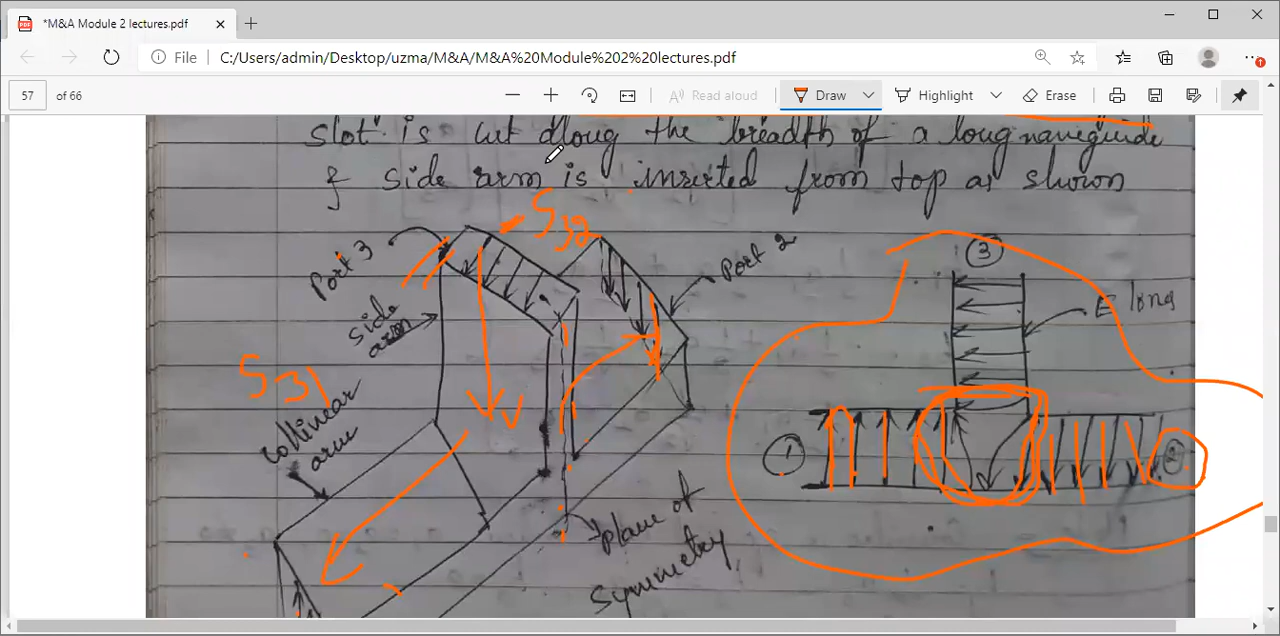 *M&A Module 2 lectures.pdf
File
C:/Users/admin/Desktop/uzma/M&A/M&A%20Module%202%20lectures.pdf
57 of 66
Read aloud
Draw
Highlight
Erase
slot is cut along the breadth of a long waveguide
& side arm is inserted from top as shown
S32
Port 3
Port 2
side
arm
S31
V
collinear
arm
plane of
symmetry
3
E long
1
2